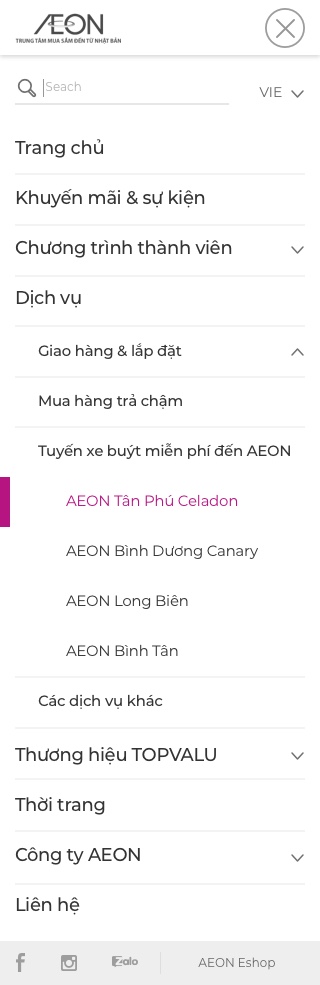 AEON
TRUNG TÂM MUA SẮM ĐẾN TỪ NHẬT BẢN
Seach
VIE
Trang chủ
Khuyến mãi & sự kiện
Chương trình thành viên
Dịch vụ
Giao hàng & lắp đặt
Mua hàng trả chậm
Tuyến xe buýt miễn phí đến AEON
AEON Tân Phú Celadon
AEON Bình Dương Canary
AEON Long Biên
AEON Bình Tân
Các dịch vụ khác
Thương hiệu TOPVALU
Thời trang
Công ty AEON
Liên hệ
Zalo
AEON Eshop